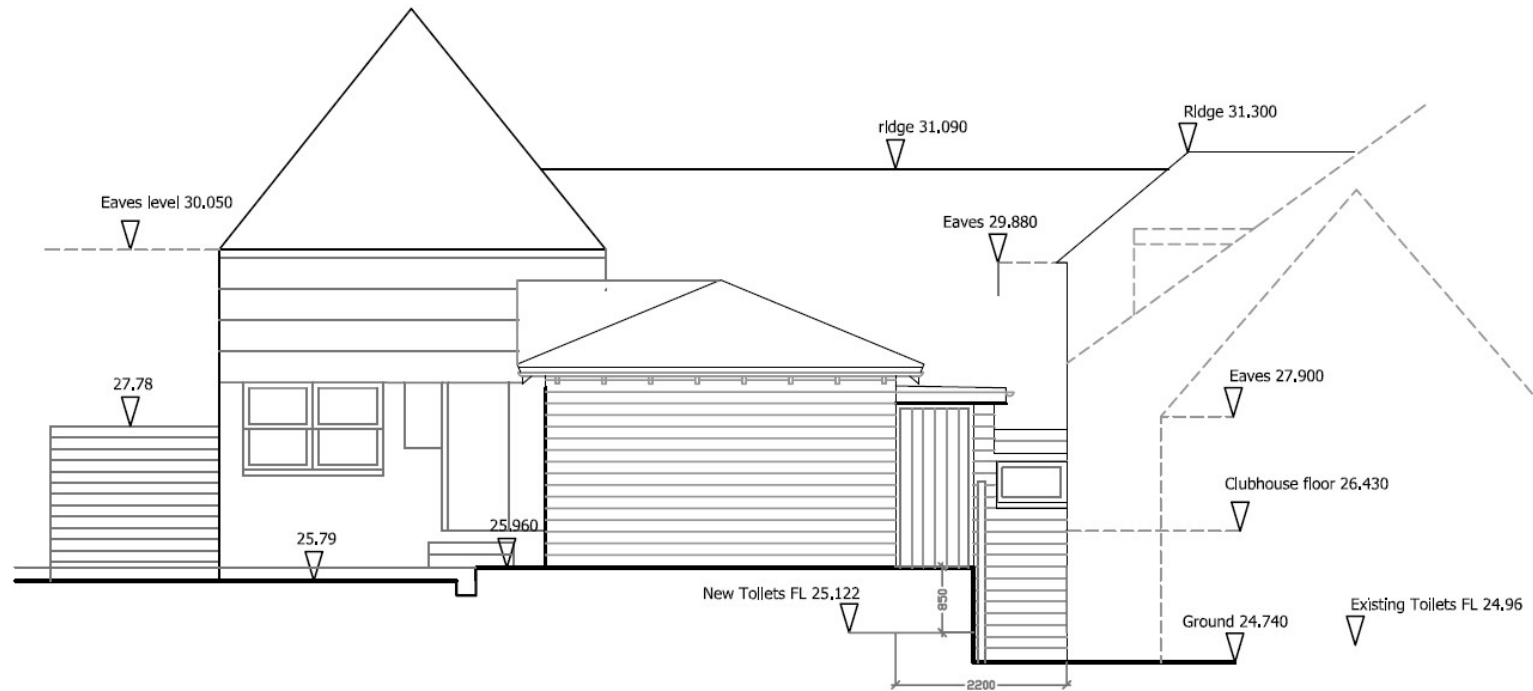 Ridge 31.300
ridge 31.090
Eaves level 30.050
Eaves 29.880
27.78
Eaves 27.900
Clubhouse floor 26.430
25.960
25.79
New Toilets FL 25.122
850
Existing Toilets FL 24.96
Ground 24.740
2200